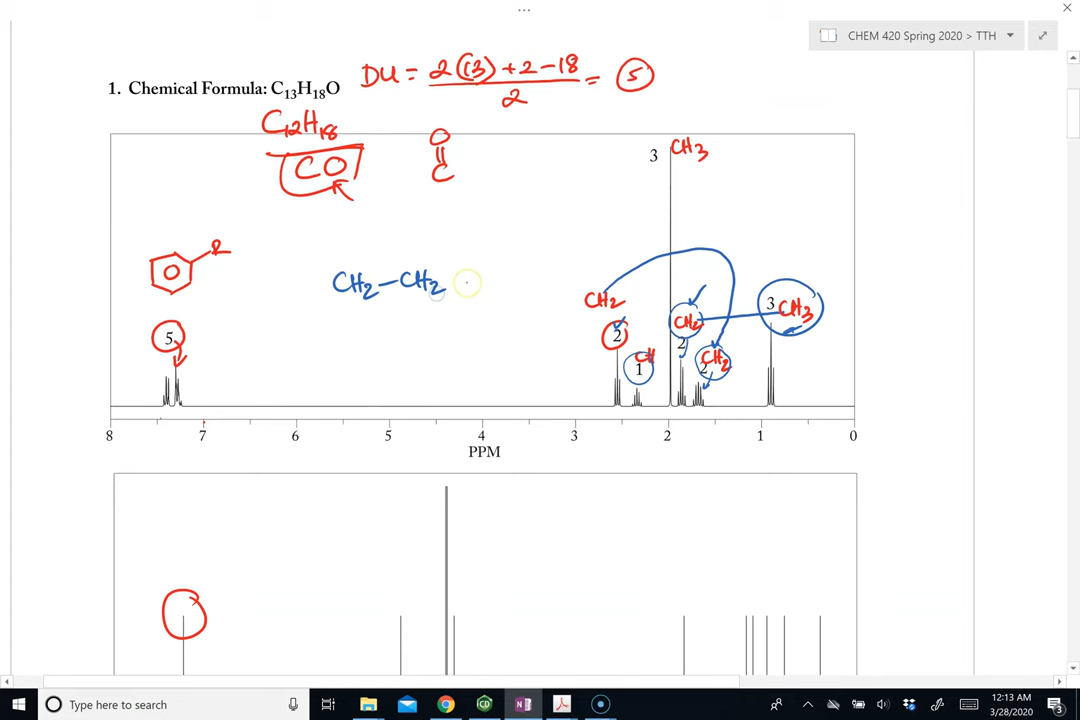 CHEM 420 Spring 2020 > TTH
DU = 2(13) + 2 - 18 / 2 = 5
1. Chemical Formula: C13H18O
C12H18
CO
O
C
3 CH3
R
CH2-CH2
CH2
CH2
3 CH3
5
2
1 CH
2
2 CH2
8 7 6 5 4 3 2 1 0
PPM
Type here to search
12:13 AM
3/28/2020
3